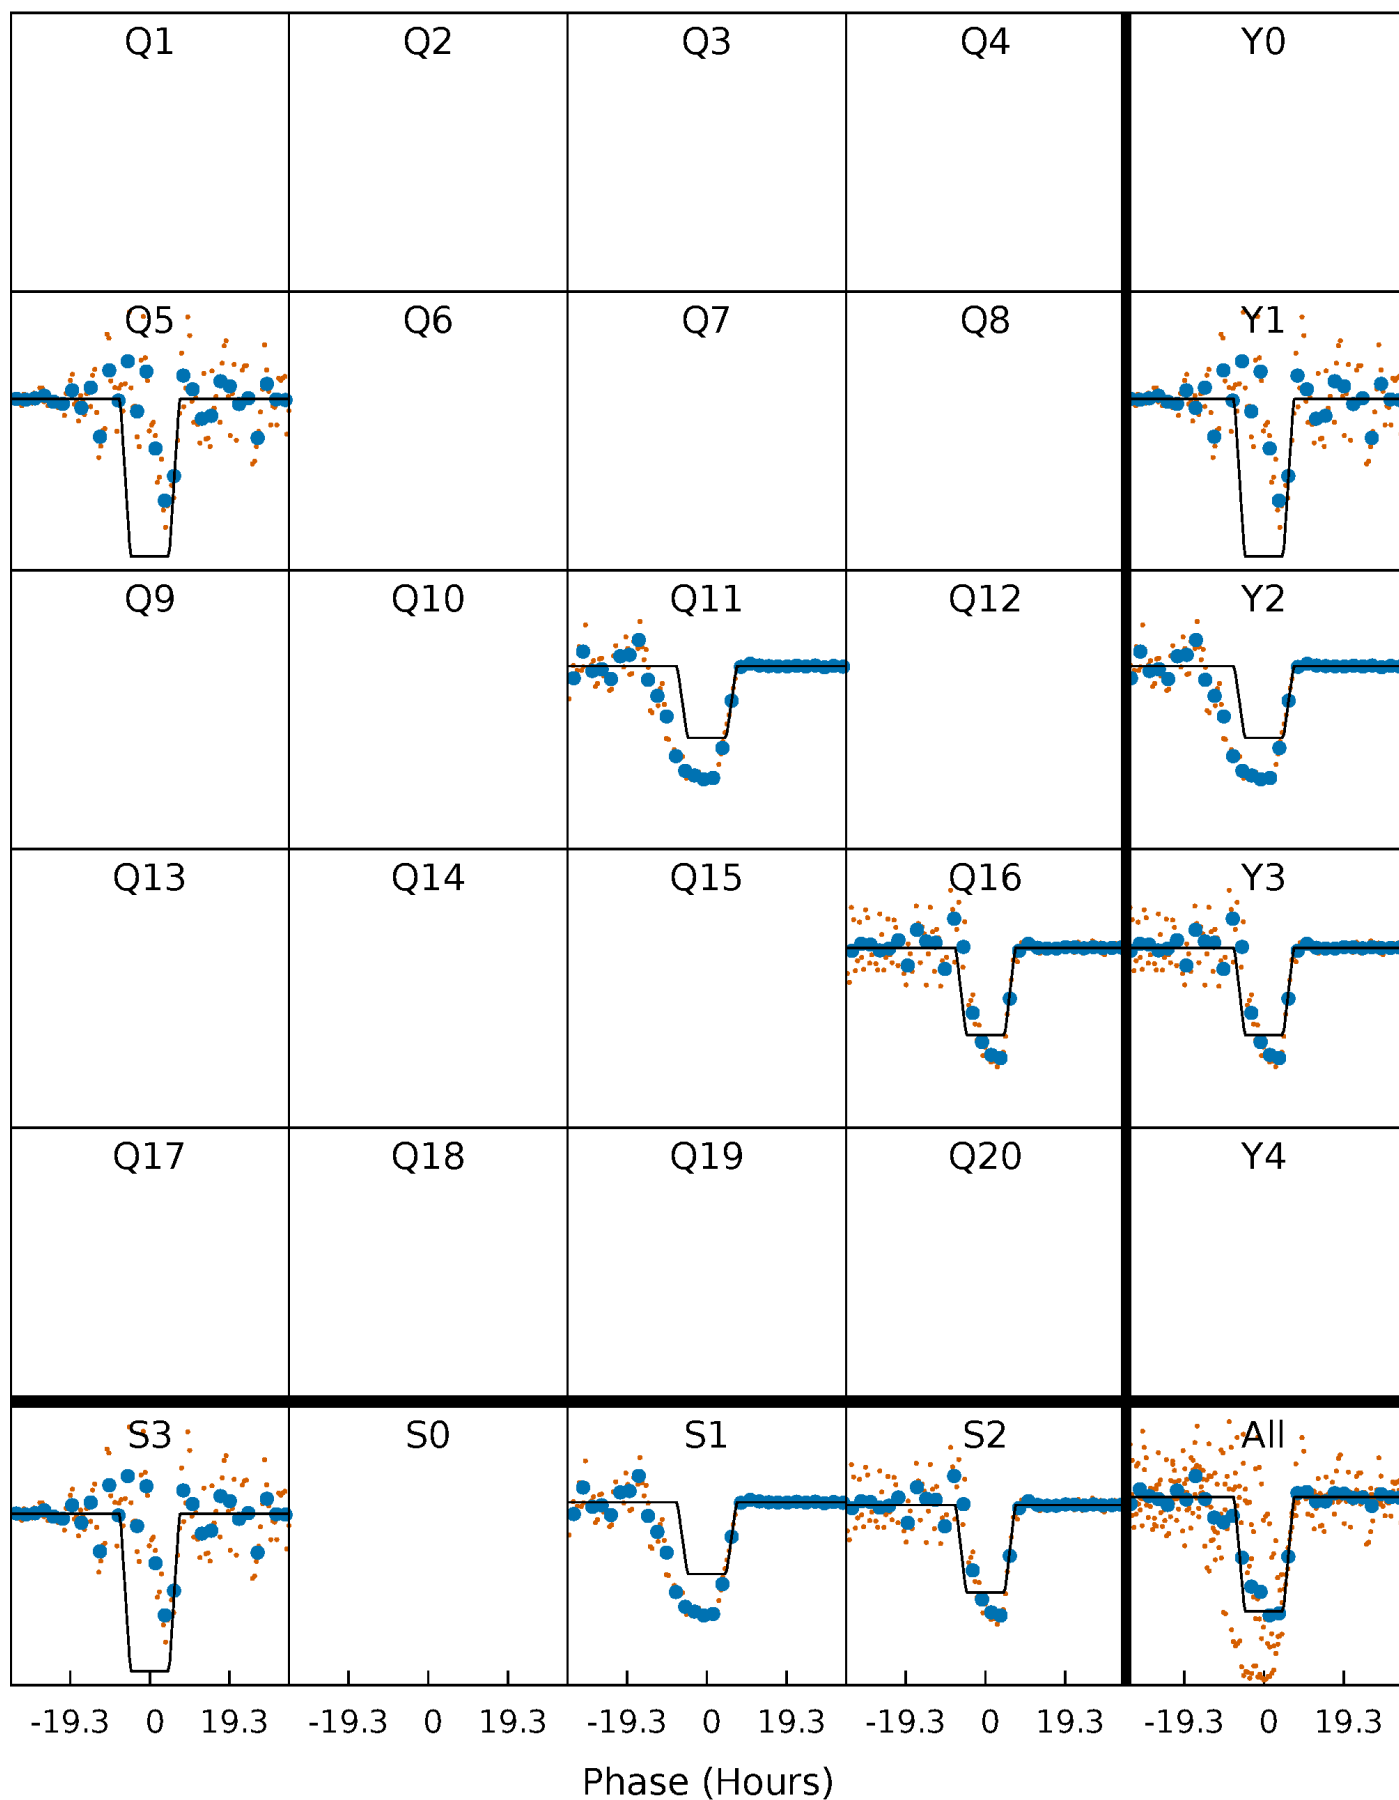 Q1 Q2 Q3 Q4 Y0
Q5 Q6 Q7 Q8 Y1
Q9 Q10 Q11 Q12 Y2
Q13 Q14 Q15 Q16 Y3
Q17 Q18 Q19 Q20 Y4
S3 S0 S1 S2 All
-19.3 0 19.3 -19.3 0 19.3 -19.3 0 19.3 -19.3 0 19.3 -19.3 0 19.3
Phase (Hours)